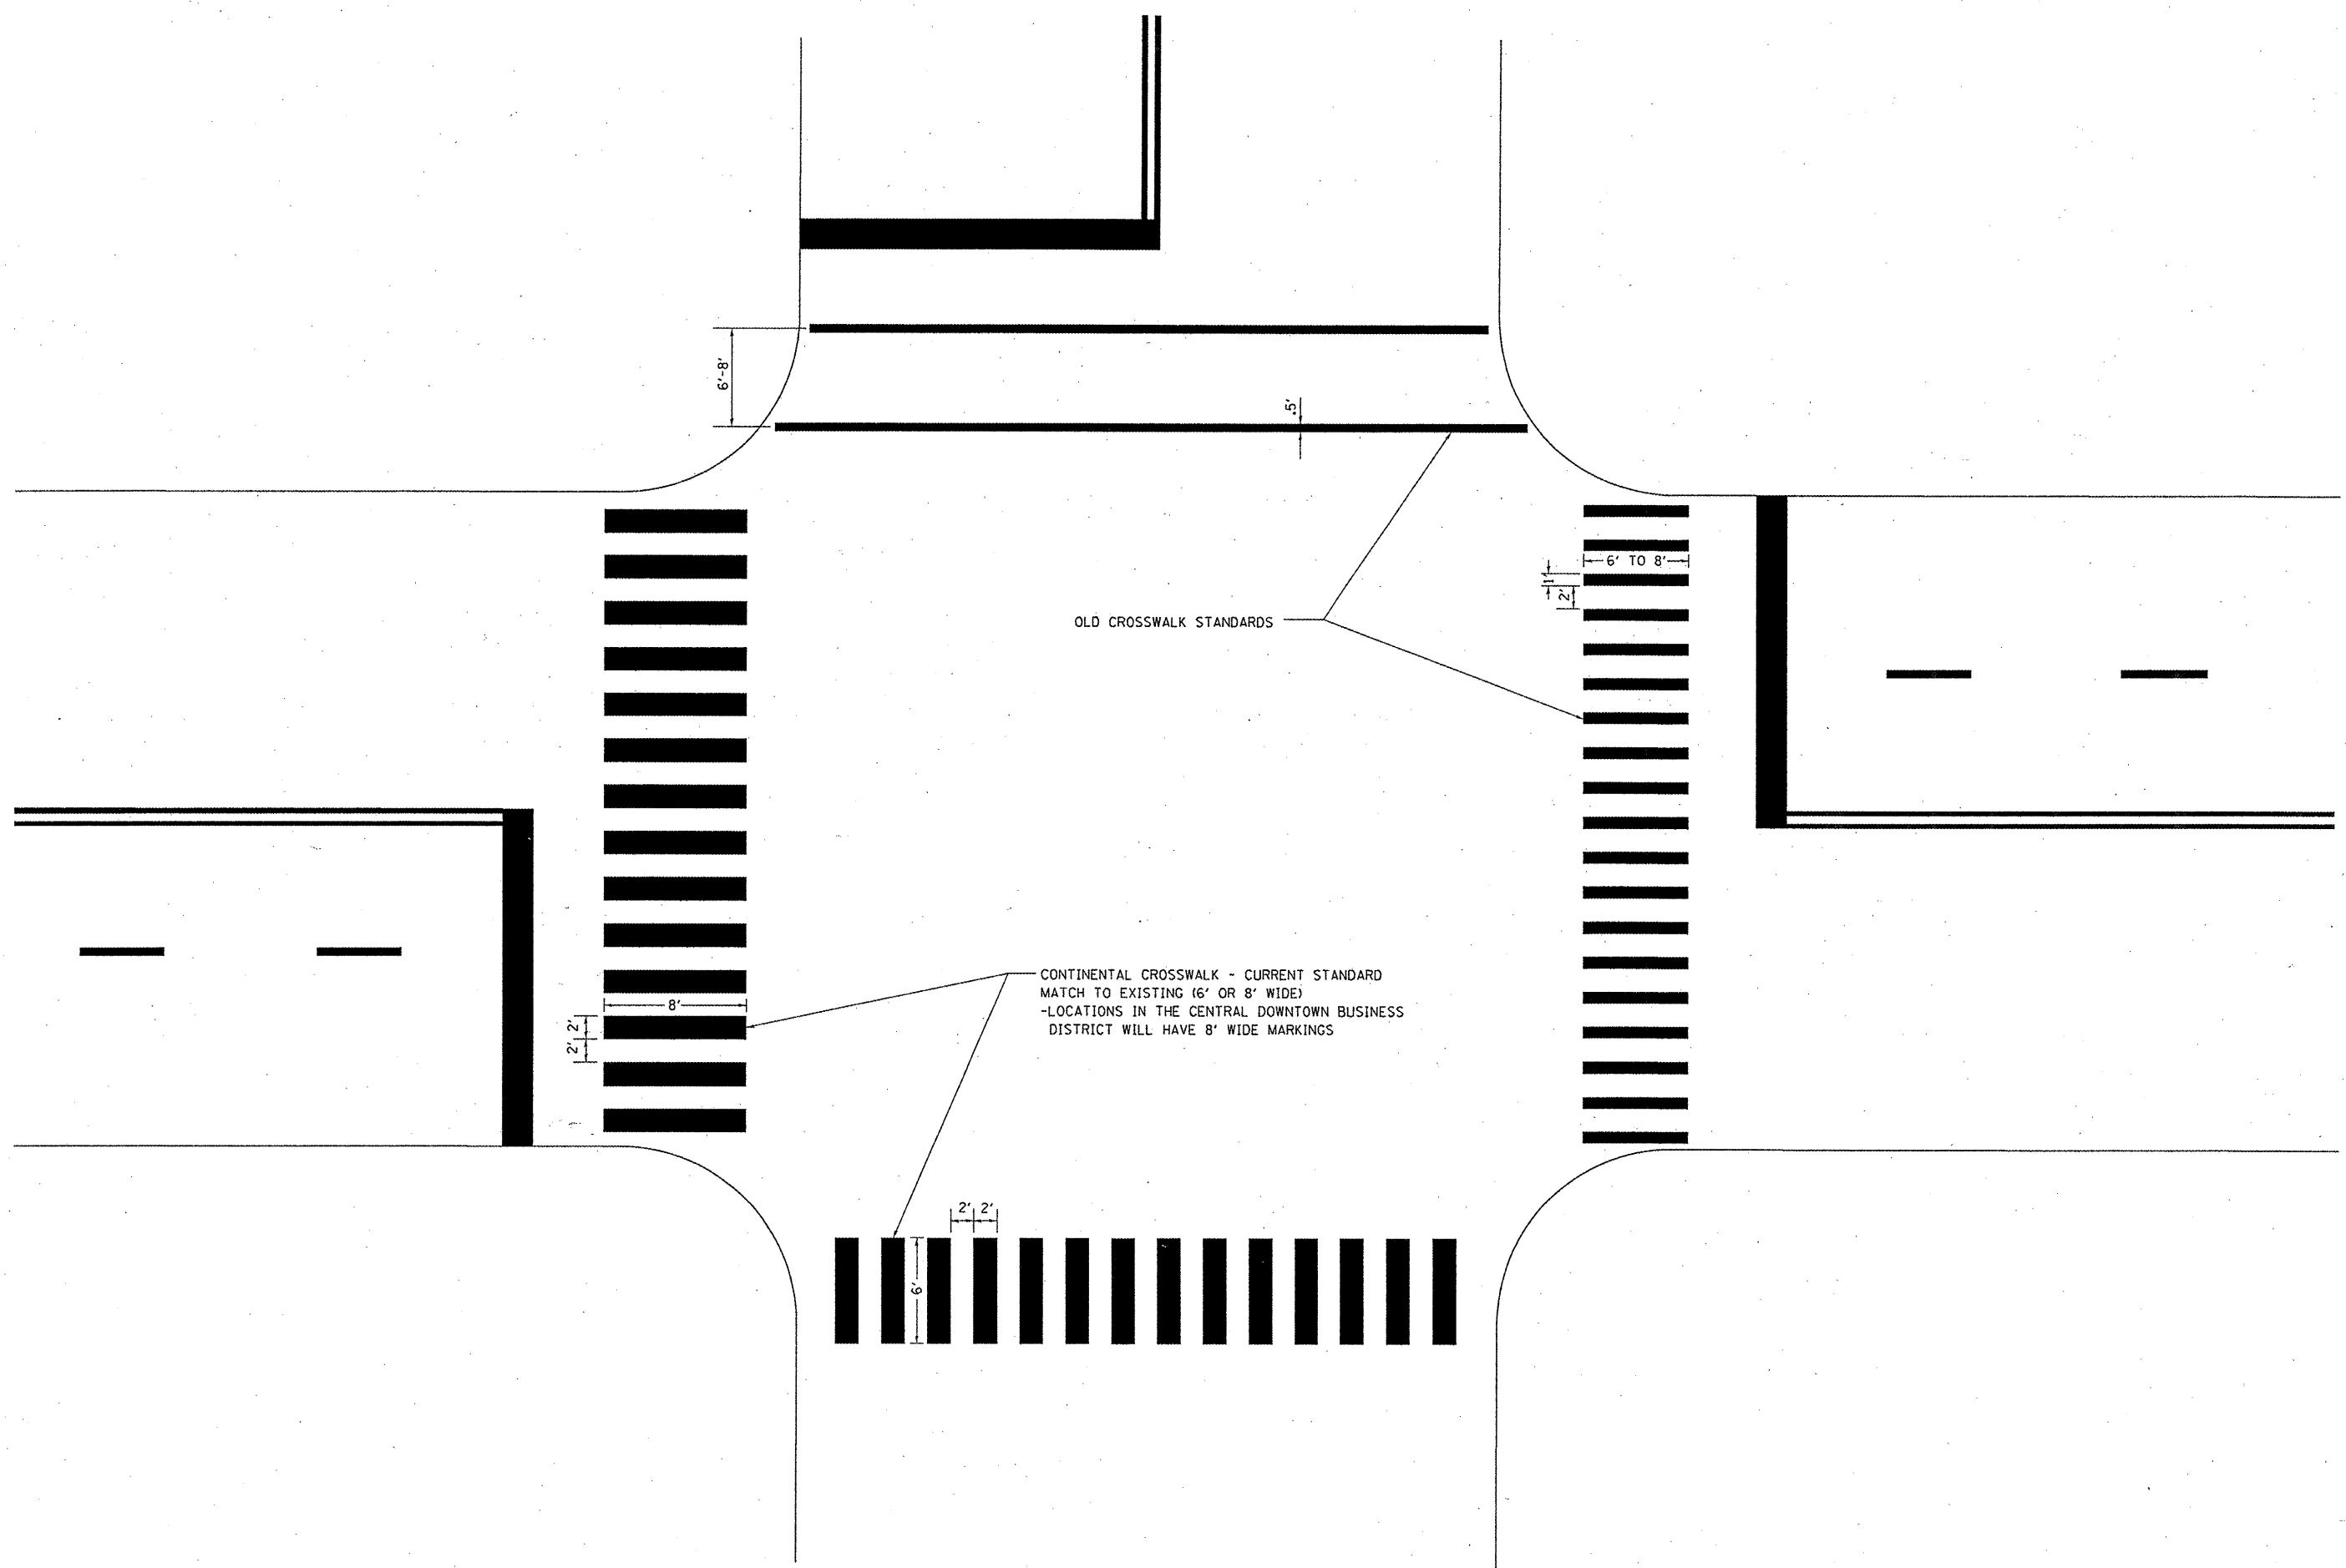 6'-8'
.5'
6' TO 8'
1'
2'
OLD CROSSWALK STANDARDS
CONTINENTAL CROSSWALK - CURRENT STANDARD
MATCH TO EXISTING (6' OR 8' WIDE)
-LOCATIONS IN THE CENTRAL DOWNTOWN BUSINESS
DISTRICT WILL HAVE 8' WIDE MARKINGS
8'
2'
2'
2' 2'
6'